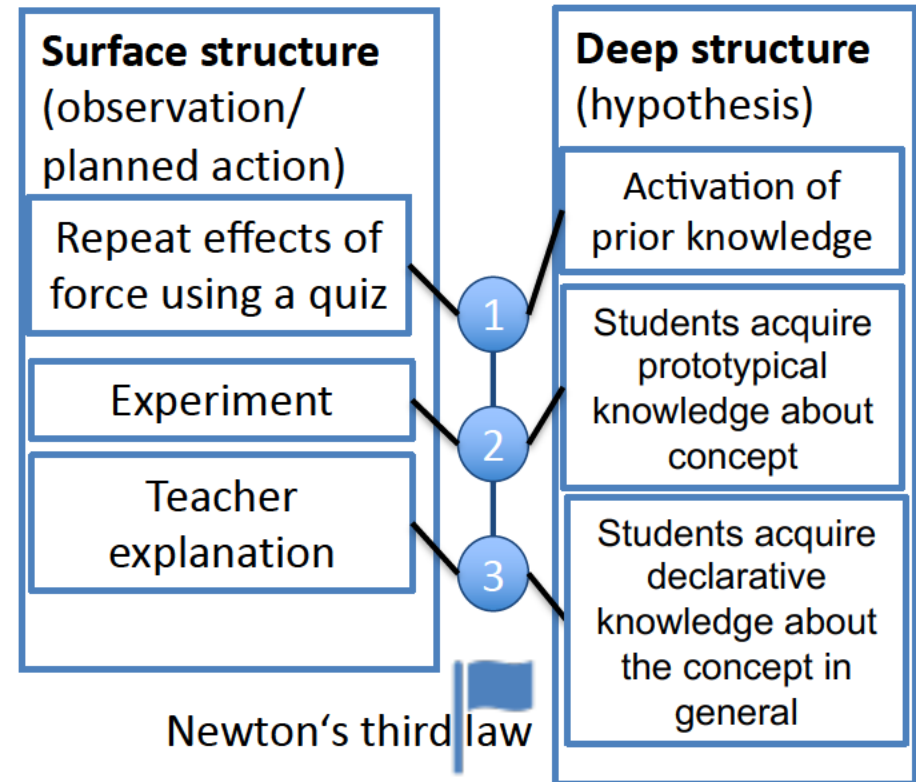 Surface structure
(observation/
planned action)
Repeat effects of
force using a quiz
Experiment
Teacher
explanation
1
2
3
Deep structure
(hypothesis)
Activation of
prior knowledge
Students acquire
prototypical
knowledge about
concept
Students acquire
declarative
knowledge about
the concept in
general
Newton‘s third law